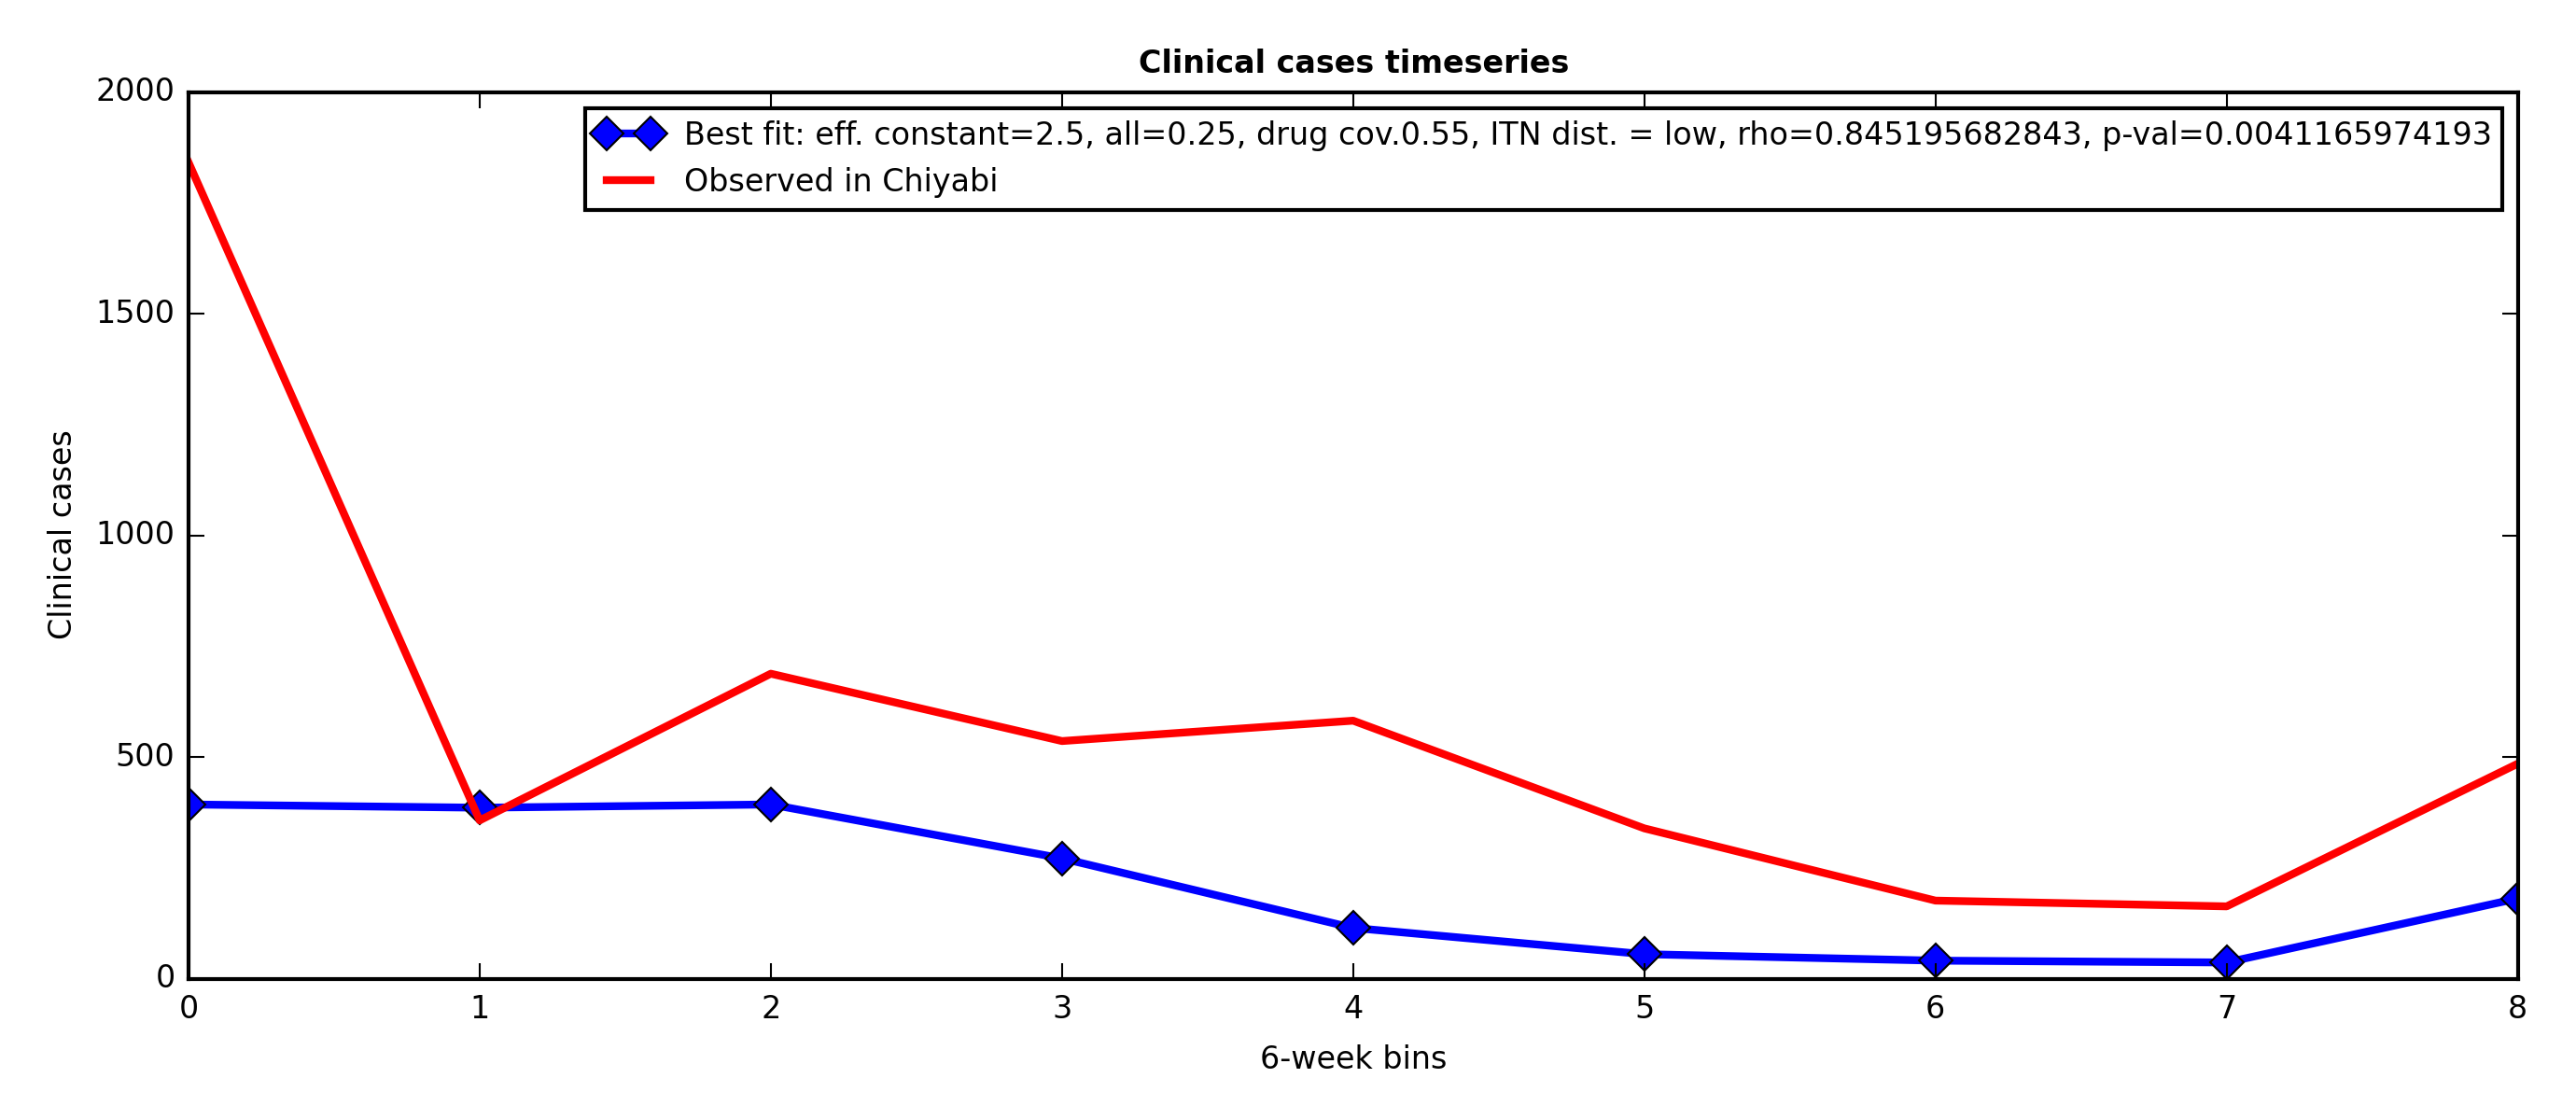 Clinical cases timeseries
2000
1500
1000
500
0
Clinical cases
Best fit: eff. constant=2.5, all=0.25, drug cov.0.55, ITN dist. = low, rho=0.845195682843, p-val=0.0041165974193
Observed in Chiyabi
0 1 2 3 4 5 6 7 8
6-week bins